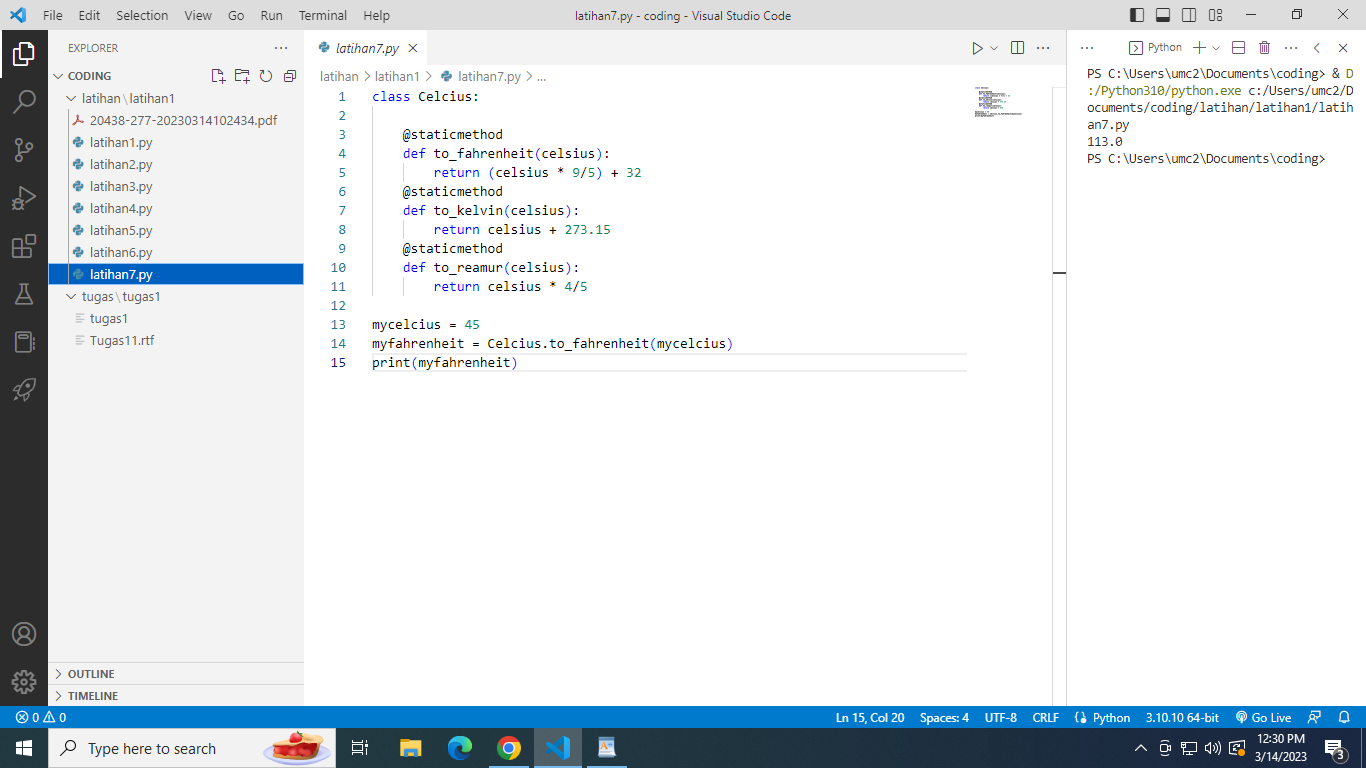 File Edit Selection View Go Run Terminal Help
latihan7.py - coding - Visual Studio Code
EXPLORER
CODING
latihan \ latihan1
20438-277-20230314102434.pdf
latihan1.py
latihan2.py
latihan3.py
latihan4.py
latihan5.py
latihan6.py
latihan7.py
tugas \ tugas1
tugas1
Tugas11.rtf
OUTLINE
TIMELINE
latihan7.py
latihan > latihan1 > latihan7.py > ...
1 class Celcius:
2
3     @staticmethod
4     def to_fahrenheit(celsius):
5         return (celsius * 9/5) + 32
6     @staticmethod
7     def to_kelvin(celsius):
8         return celsius + 273.15
9     @staticmethod
10     def to_reamur(celsius):
11         return celsius * 4/5
12
13 mycelcius = 45
14 myfahrenheit = Celcius.to_fahrenheit(mycelcius)
15 print(myfahrenheit)
Python
PS C:\Users\umc2\Documents\coding> & D
:/Python310/python.exe c:/Users/umc2/D
ocuments/coding/latihan/latihan1/latih
an7.py
113.0
PS C:\Users\umc2\Documents\coding>
0 0
Ln 15, Col 20 Spaces: 4 UTF-8 CRLF Python 3.10.10 64-bit Go Live
Type here to search
12:30 PM
3/14/2023
3